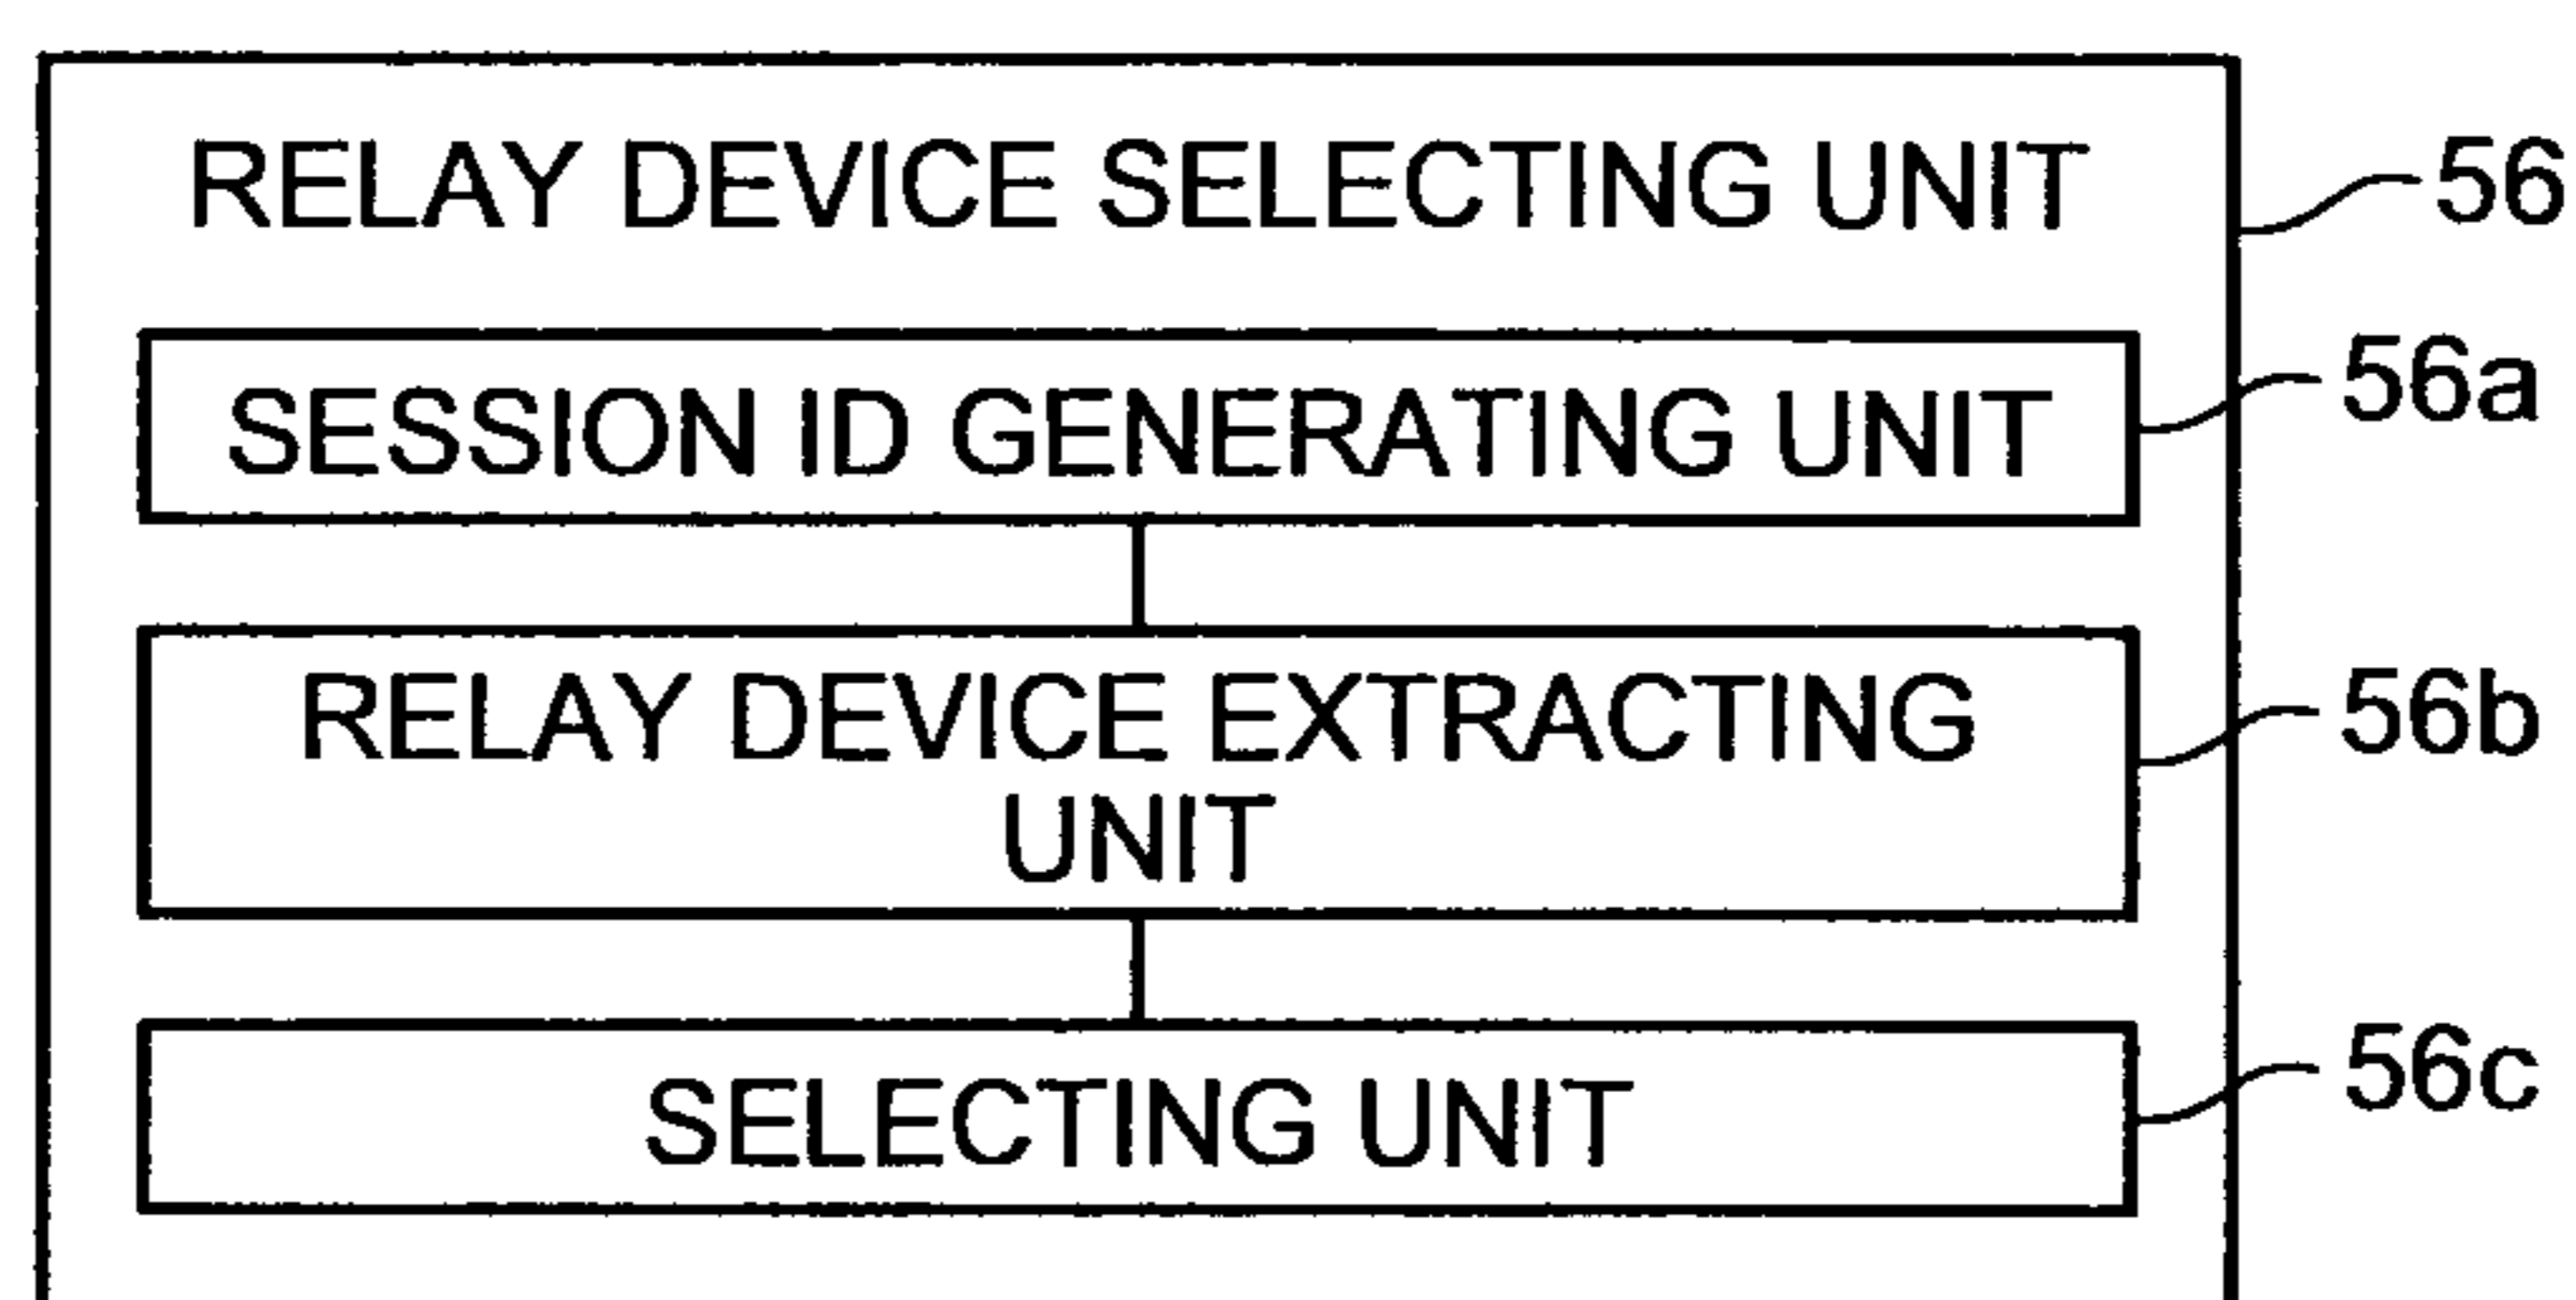 RELAY DEVICE SELECTING UNIT
56
SESSION ID GENERATING UNIT
56a
RELAY DEVICE EXTRACTING
UNIT
56b
SELECTING UNIT
56c